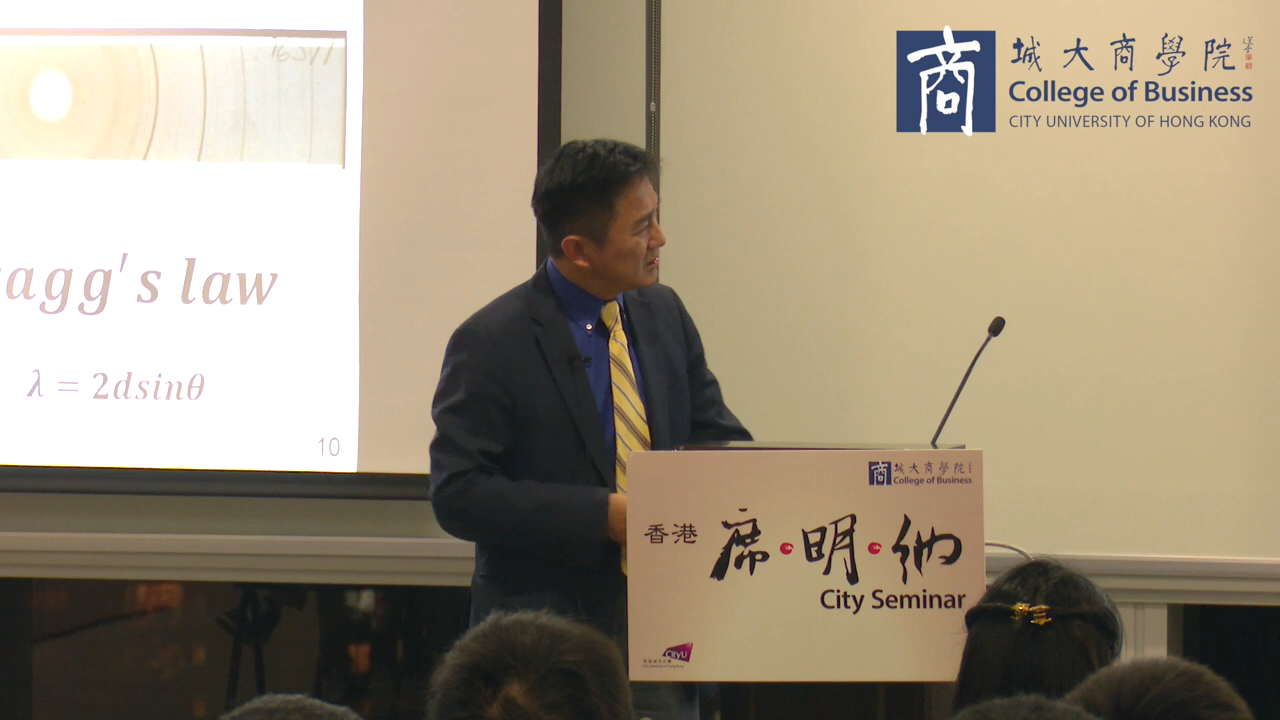 城大商學院
商
College of Business
CITY UNIVERSITY OF HONG KONG
agg's law
λ = 2dsinθ
10
商 城大商學院
College of Business
香港 席·明·納
City Seminar
CityU